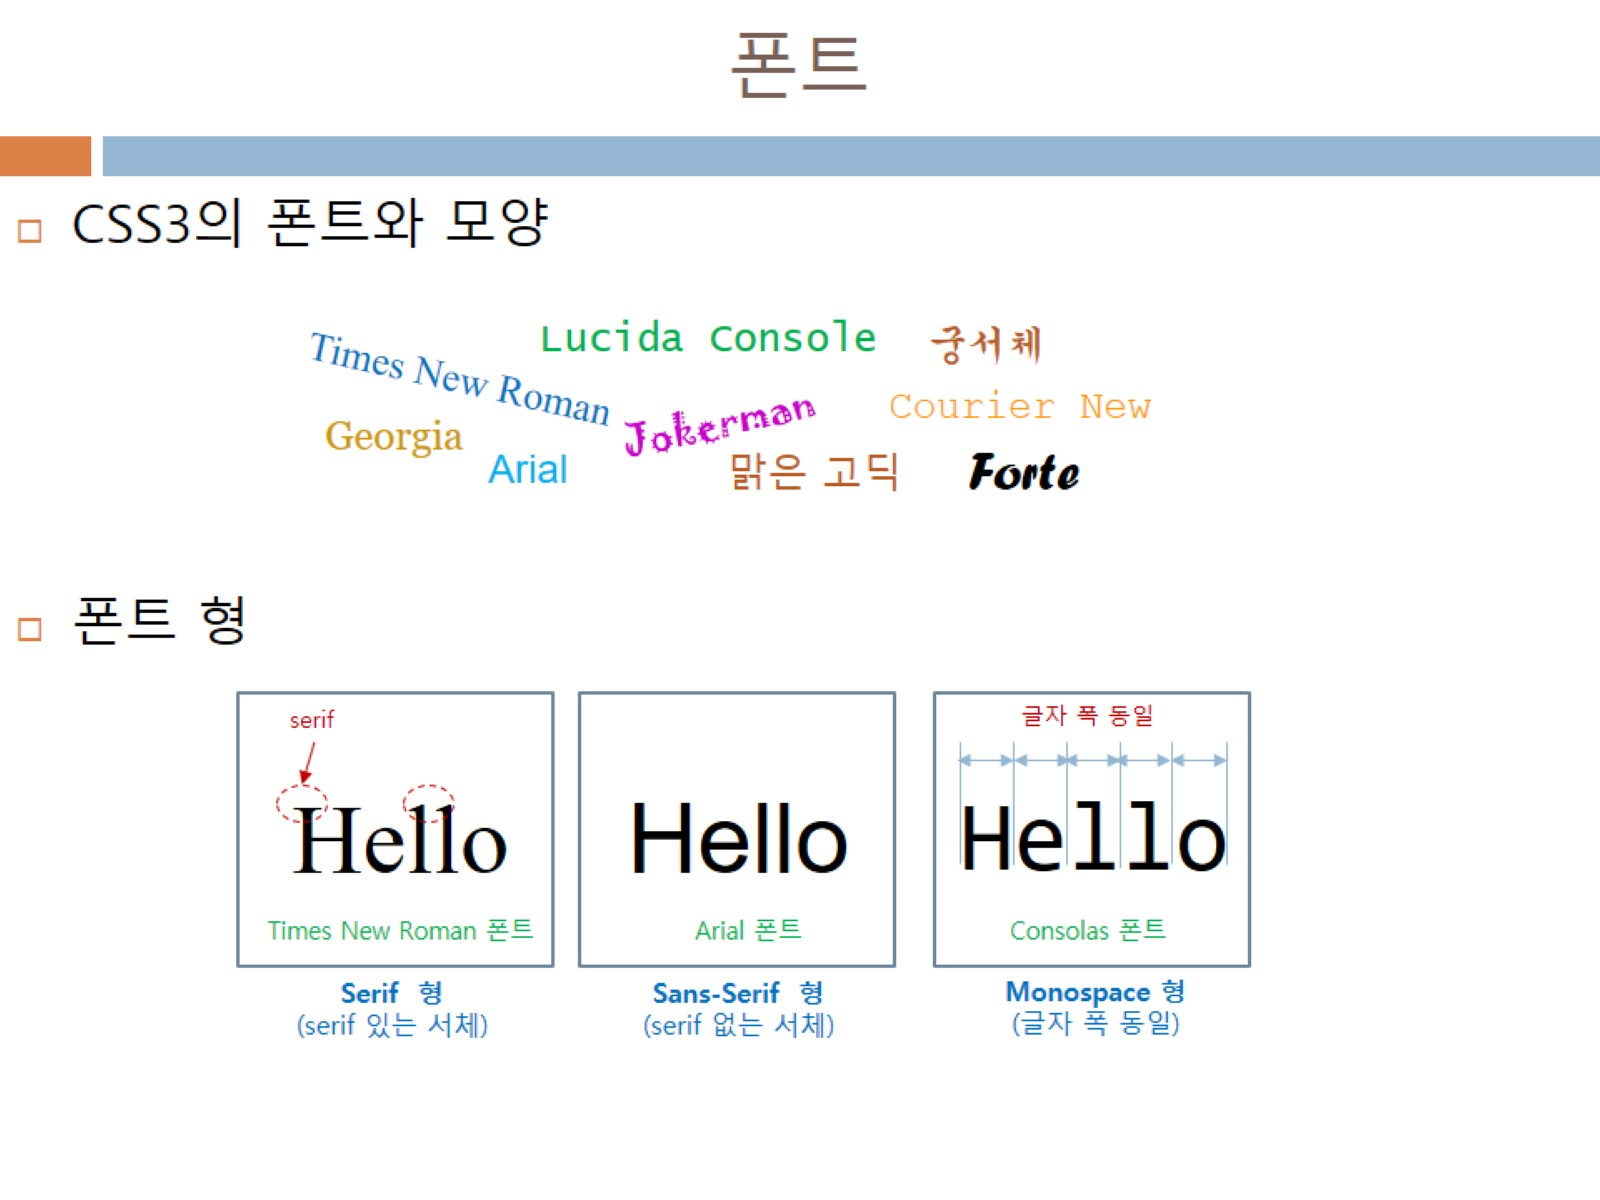 폰트
CSS3의 폰트와 모양
Times New Roman
Lucida Console
궁서체
Georgia
Arial
Jokerman
맑은 고딕
Courier New
Forte
폰트 형
serif
Hello
Times New Roman 폰트
Serif 형
(serif 있는 서체)
Hello
Arial 폰트
Sans-Serif 형
(serif 없는 서체)
글자 폭 동일
Hello
Consolas 폰트
Monospace 형
(글자 폭 동일)